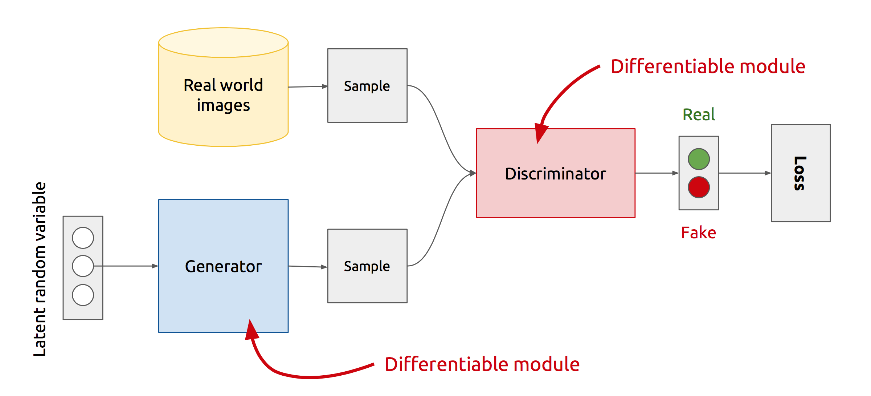 Real world
images
Sample
Differentiable module
Real
Discriminator
Fake
Loss
Latent random variable
Generator
Sample
Differentiable module